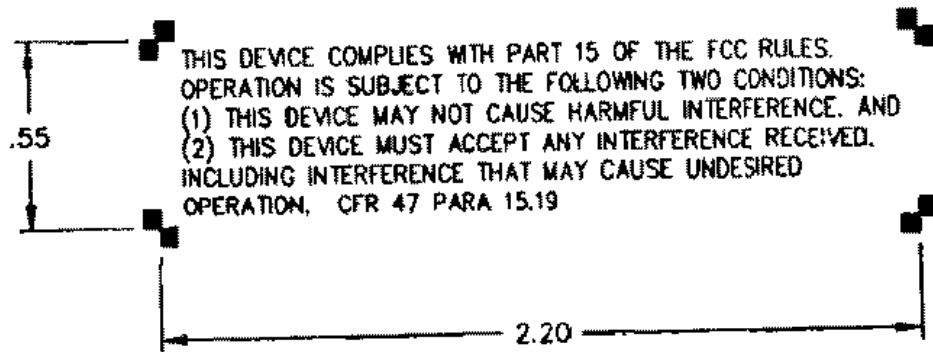 THIS DEVICE COMPLIES WITH PART 15 OF THE FCC RULES.
OPERATION IS SUBJECT TO THE FOLLOWING TWO CONDITIONS:
(1) THIS DEVICE MAY NOT CAUSE HARMFUL INTERFERENCE. AND
(2) THIS DEVICE MUST ACCEPT ANY INTERFERENCE RECEIVED.
.55
INCLUDING INTERFERENCE THAT MAY CAUSE UNDESIRED
OPERATION, CFR 47 PARA 15.19
2.20